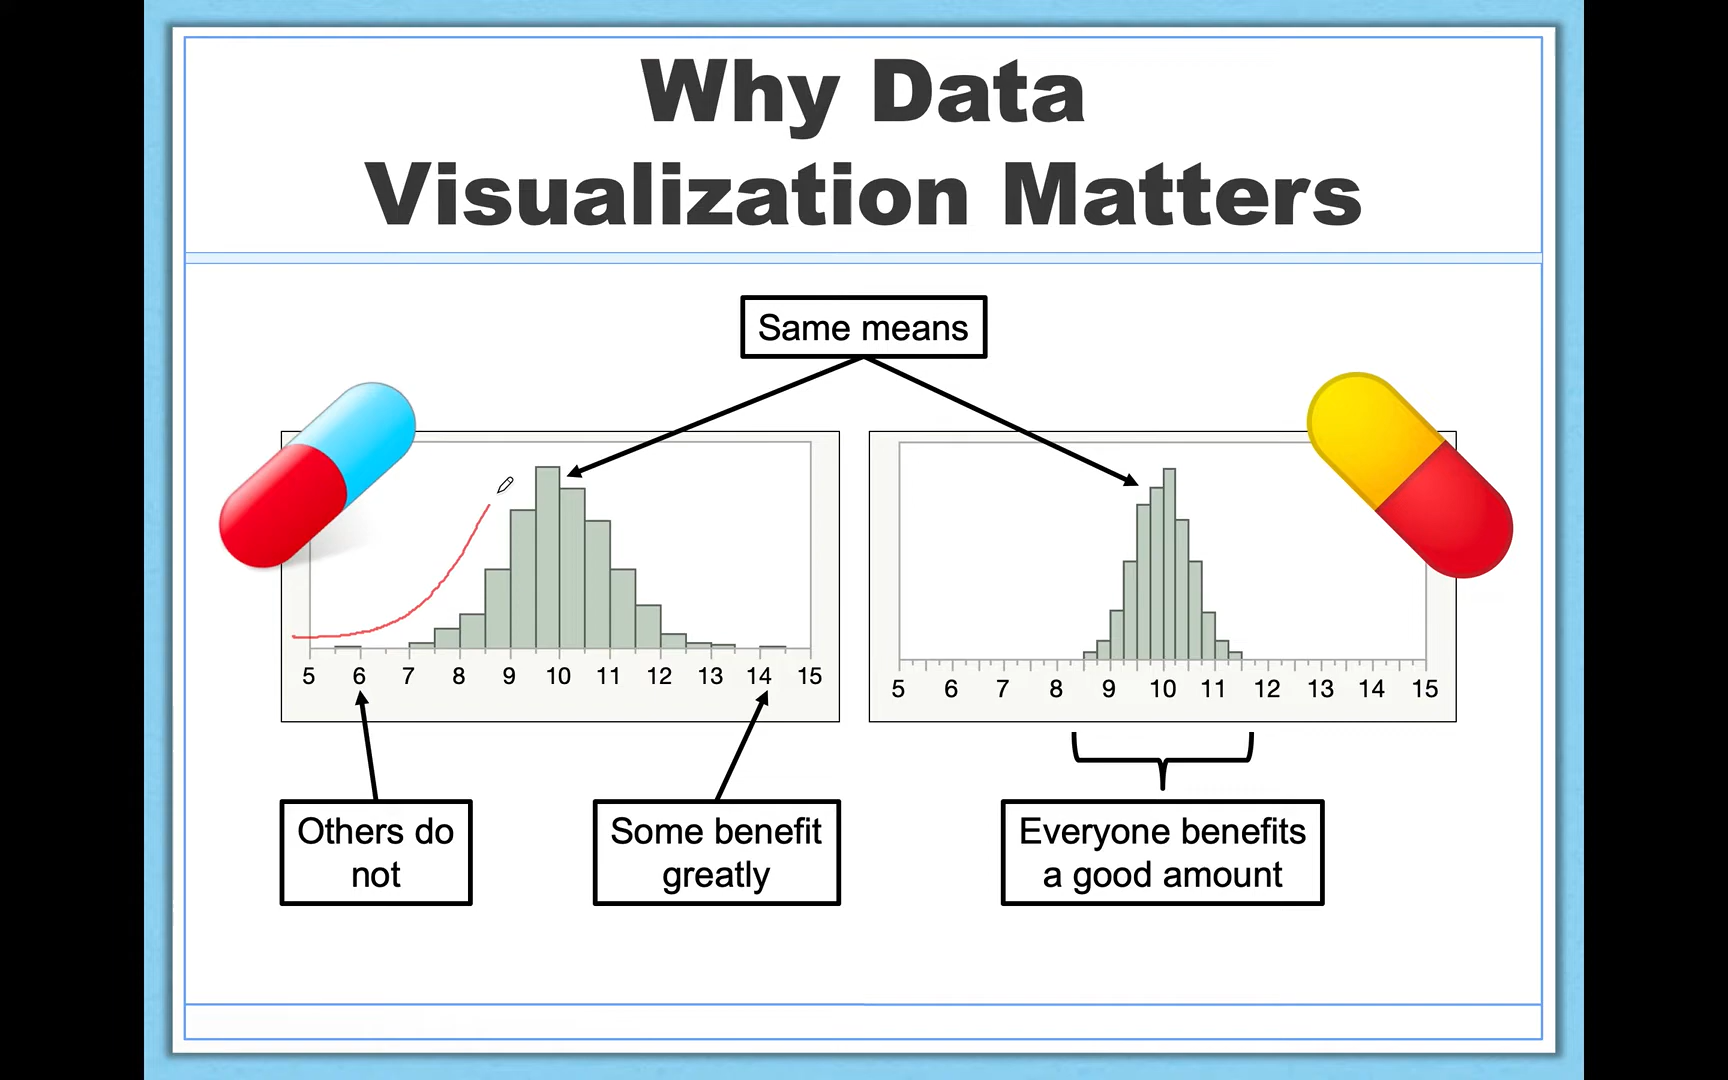 Why Data
Visualization Matters
Same means
5 6 7 8 9 10 11 12 13 14 15
5 6 7 8 9 10 11 12 13 14 15
Others do
not
Some benefit
greatly
Everyone benefits
a good amount